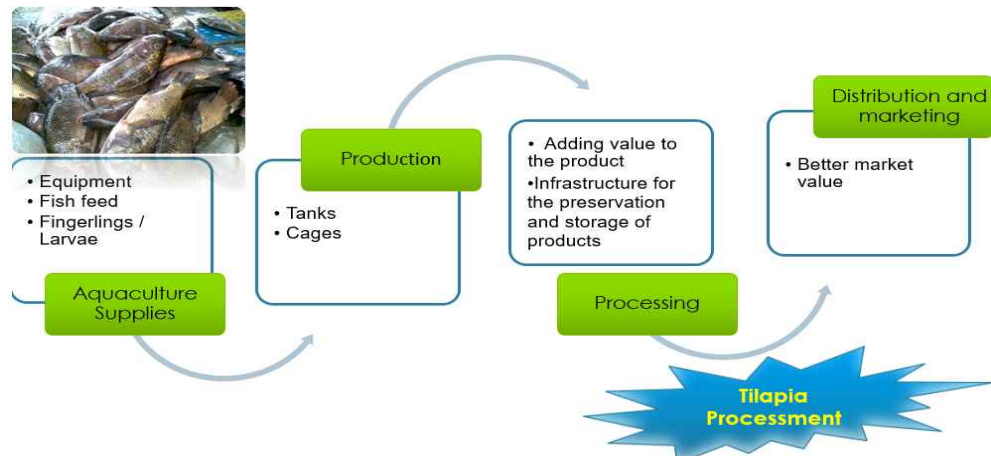 • Equipment
• Fish feed
• Fingerlings /
Larvae
Aquaculture
Supplies
Production
• Tanks
• Cages
• Adding value to
the product
•Infrastructure for
the preservation
and storage of
products
Processing
Distribution and
marketing
• Better market
value
Tilapia
Processment